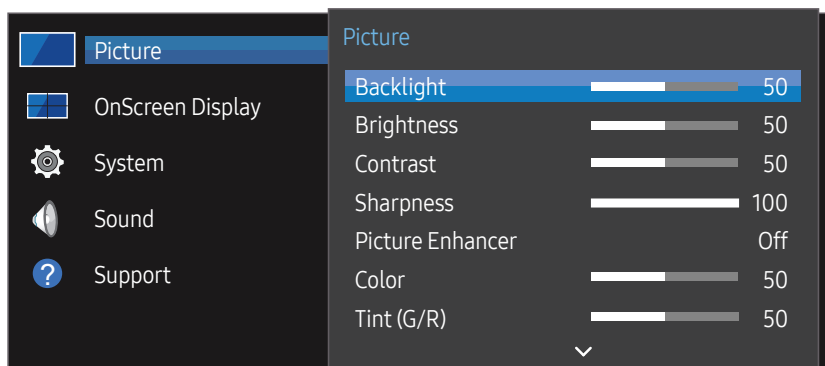 Picture
OnScreen Display
System
Sound
? Support
Picture
Backlight 50
Brightness 50
Contrast 50
Sharpness 100
Picture Enhancer Off
Color 50
Tint (G/R) 50